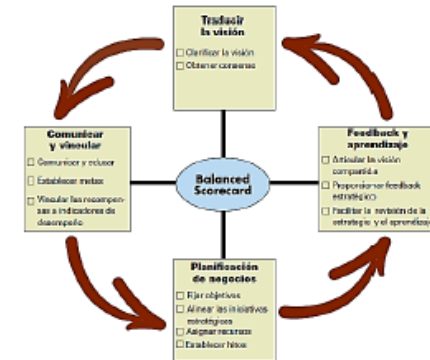 Traducir
la visión
Clarificar la visión
Obtener consenso
Comunicar
y vincular
Comunicar y educar
Establecer metas
Vincular las recompen-
sas a indicadores de
desempeño
Balanced
Scorecard
Feedback y
aprendizaje
Articular la visión
compartida
Proporcionar feedback
estratégico
Facilitar la revisión de la
estrategia y el aprendizaje
Planificación
de negocios
Fijar objetivos
Alinear las iniciativas
estratégicas
Asignar recursos
Establecer hitos